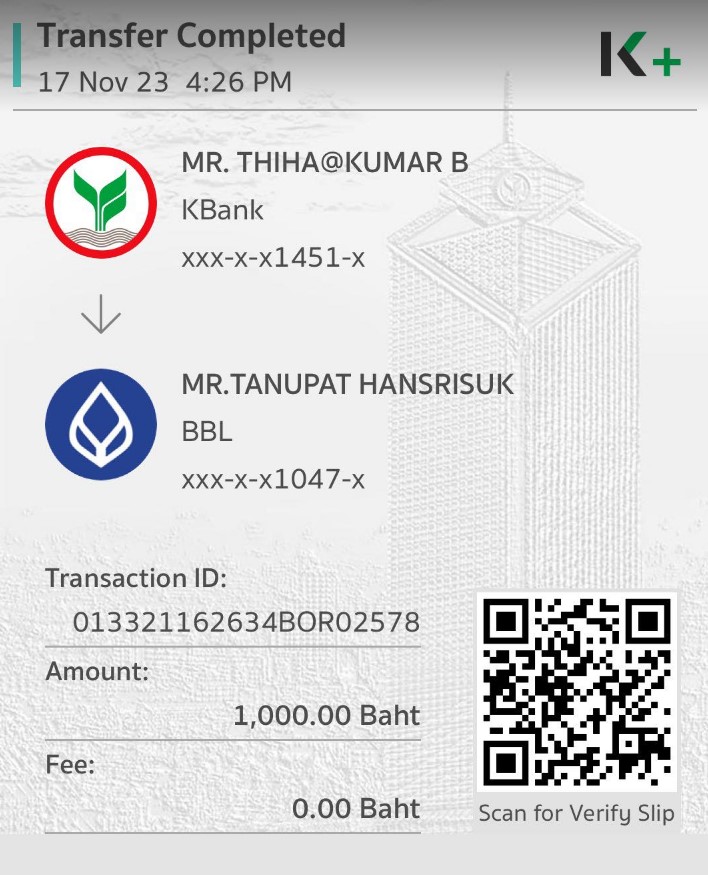 Transfer Completed
17 Nov 23 4:26 PM
K+
MR. THIHA@KUMAR B
KBank
xxx-x-x1451-x
MR.TANUPAT HANSRISUK
BBL
xxx-x-x1047-x
Transaction ID:
013321162634BOR02578
Amount:
1,000.00 Baht
Fee:
0.00 Baht
Scan for Verify Slip